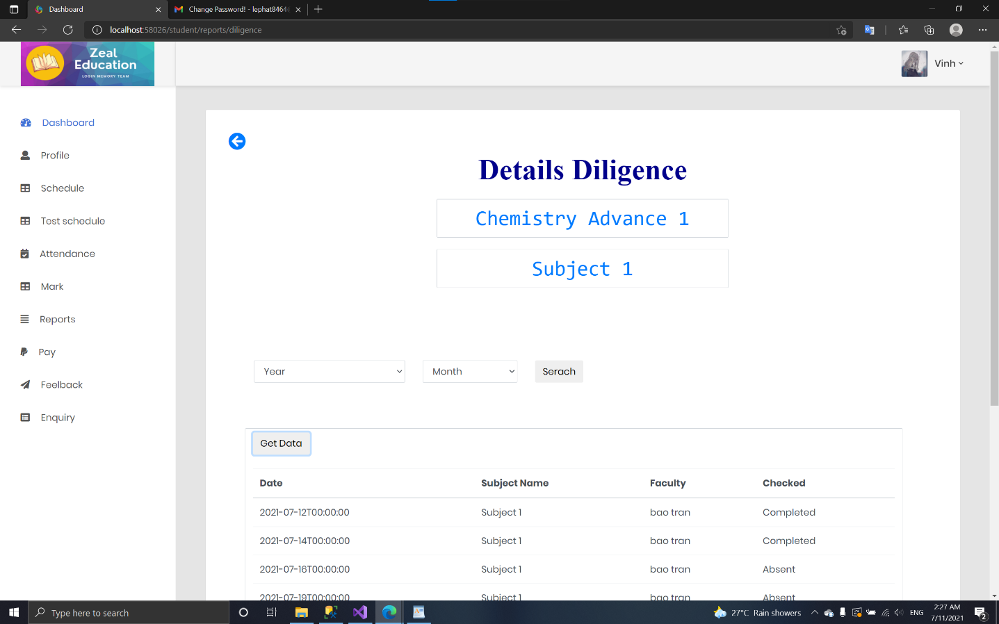 Dashboard
Change Password! - lephat8464
localhost:58026/student/reports/diligence
Zeal
Education
LOGIN MEMORY TEAM
Vinh
Dashboard
Profile
Schedule
Test schedule
Attendance
Mark
Reports
Pay
Feelback
Enquiry
Details Diligence
Chemistry Advance 1
Subject 1
Year Month Serach
Get Data
Date Subject Name Faculty Checked
2021-07-12T00:00:00 Subject 1 bao tran Completed
2021-07-14T00:00:00 Subject 1 bao tran Completed
2021-07-16T00:00:00 Subject 1 bao tran Absent
2021-07-19T00:00:00 Subject 1 bao tran Absent
Type here to search
27°C Rain showers
ENG
2:27 AM
7/11/2021
2